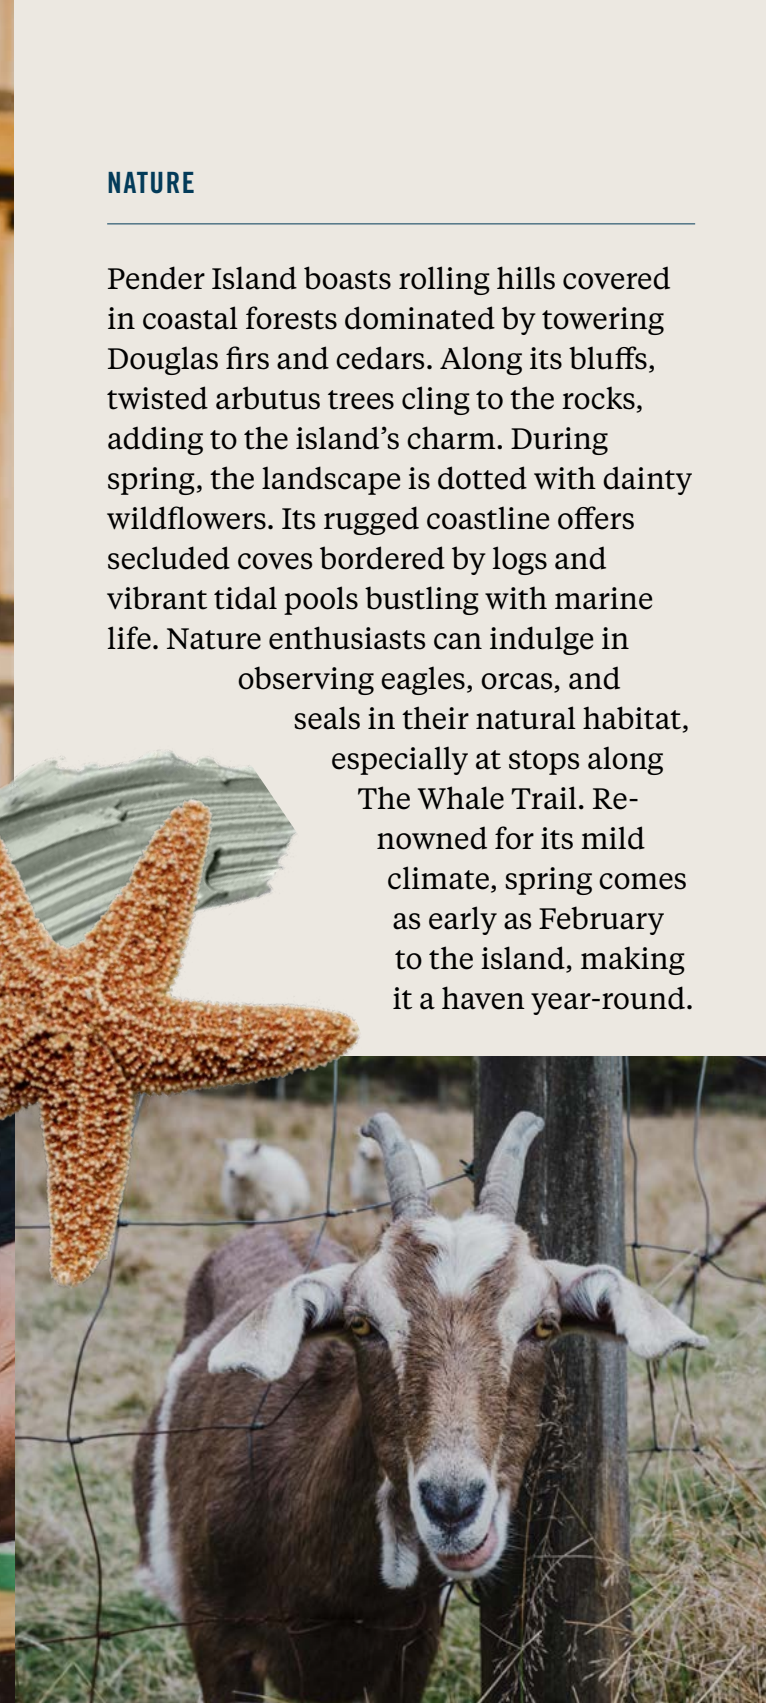 NATURE
Pender Island boasts rolling hills covered
in coastal forests dominated by towering
Douglas firs and cedars. Along its bluffs,
twisted arbutus trees cling to the rocks,
adding to the island’s charm. During
spring, the landscape is dotted with dainty
wildflowers. Its rugged coastline offers
secluded coves bordered by logs and
vibrant tidal pools bustling with marine
life. Nature enthusiasts can indulge in
observing eagles, orcas, and
seals in their natural habitat,
especially at stops along
The Whale Trail. Re-
nowned for its mild
climate, spring comes
as early as February
to the island, making
it a haven year-round.